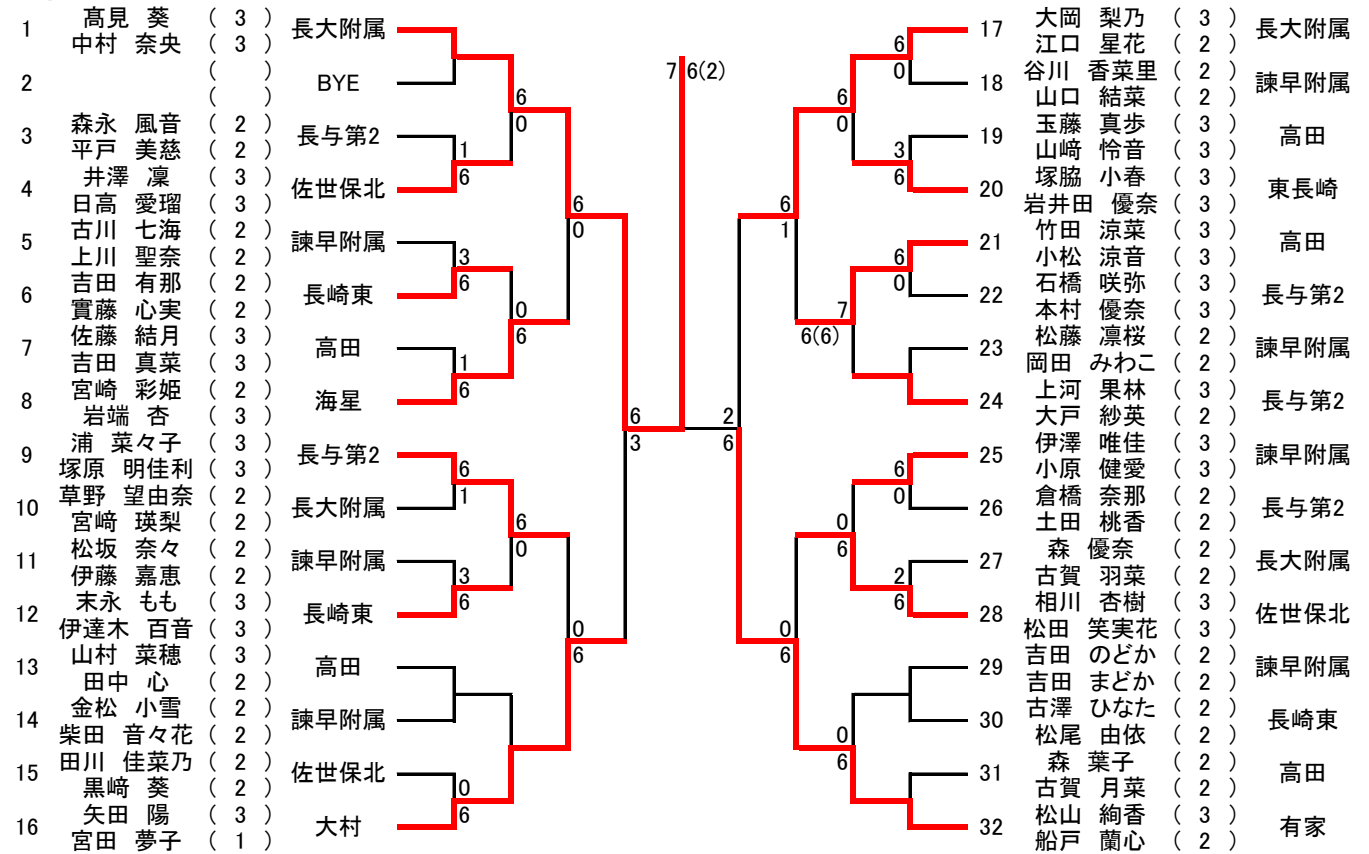 1 髙見 葵 ( 3 ) 長大附属
中村 奈央 ( 3 )
2 ( ) BYE
( )
3 森永 風音 ( 2 ) 長与第2
平戸 美慈 ( 2 )
4 井澤 凜 ( 3 ) 佐世保北
日高 愛瑠 ( 3 )
5 古川 七海 ( 2 ) 諫早附属
上川 聖奈 ( 2 )
6 吉田 有那 ( 2 ) 長崎東
實藤 心実 ( 2 )
7 佐藤 結月 ( 3 ) 高田
吉田 真菜 ( 3 )
8 宮崎 彩姫 ( 2 ) 海星
岩端 杏 ( 3 )
9 浦 菜々子 ( 3 ) 長与第2
塚原 明佳利 ( 3 )
10 草野 望由奈 ( 2 ) 長大附属
宮﨑 瑛梨 ( 2 )
11 松坂 奈々 ( 2 ) 諫早附属
伊藤 嘉恵 ( 2 )
12 末永 もも ( 3 ) 長崎東
伊達木 百音 ( 3 )
13 山村 菜穂 ( 3 ) 高田
田中 心 ( 2 )
14 金松 小雪 ( 2 ) 諫早附属
柴田 音々花 ( 2 )
15 田川 佳菜乃 ( 2 ) 佐世保北
黒﨑 葵 ( 2 )
16 矢田 陽 ( 3 ) 大村
宮田 夢子 ( 1 )
1
6
3
6
1
6
6
1
3
6
0
6
6
0
0
6
6
0
6
0
0
6
6
3
7 6(2)
2
6
6
1
0
6
6
0
7
6(6)
0
6
0
6
6
0
3
6
6
0
6
0
2
6
17 大岡 梨乃 ( 3 ) 長大附属
江口 星花 ( 2 )
18 谷川 香菜里 ( 2 ) 諫早附属
山口 結菜 ( 2 )
19 玉藤 真歩 ( 3 ) 高田
山﨑 怜音 ( 3 )
20 塚脇 小春 ( 3 ) 東長崎
岩井田 優奈 ( 3 )
21 竹田 涼菜 ( 3 ) 高田
小松 涼音 ( 3 )
22 石橋 咲弥 ( 3 ) 長与第2
本村 優奈 ( 3 )
23 松藤 凛桜 ( 2 ) 諫早附属
岡田 みわこ ( 2 )
24 上河 果林 ( 3 ) 長与第2
大戸 紗英 ( 2 )
25 伊澤 唯佳 ( 3 ) 諫早附属
小原 健愛 ( 3 )
26 倉橋 奈那 ( 2 ) 長与第2
土田 桃香 ( 2 )
27 森 優奈 ( 2 ) 長大附属
古賀 羽菜 ( 2 )
28 相川 杏樹 ( 3 ) 佐世保北
松田 笑実花 ( 3 )
29 吉田 のどか ( 2 ) 諫早附属
吉田 まどか ( 2 )
30 古澤 ひなた ( 2 ) 長崎東
松尾 由依 ( 2 )
31 森 葉子 ( 2 ) 高田
古賀 月菜 ( 2 )
32 松山 絢香 ( 3 ) 有家
船戸 蘭心 ( 2 )